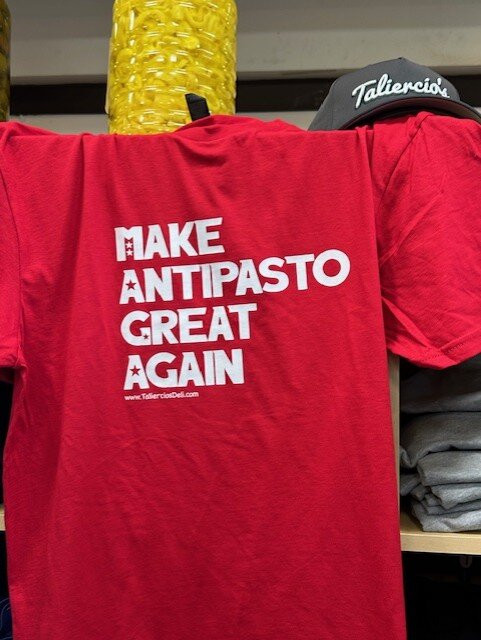 Taliercio's
MAKE
ANTIPASTO
GREAT
AGAIN
www.TalierciosDeli.com